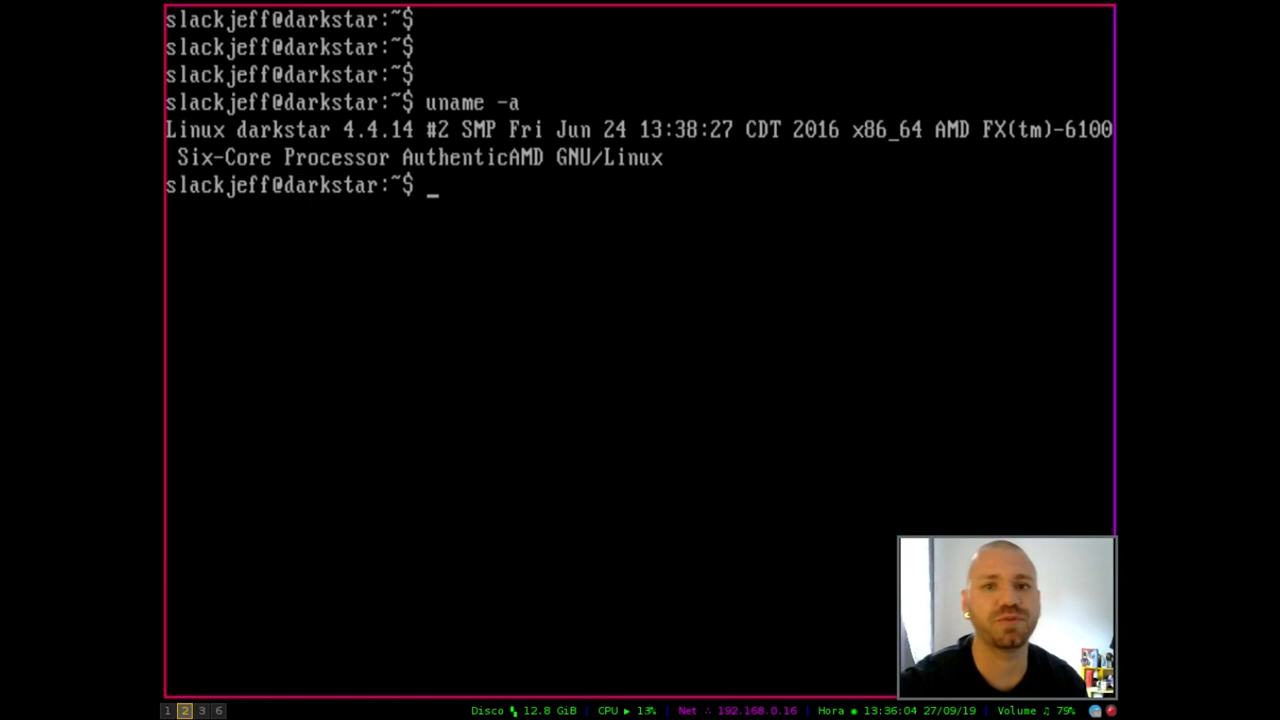 slackjeff@darkstar:~$
slackjeff@darkstar:~$
slackjeff@darkstar:~$
slackjeff@darkstar:~$ uname -a
Linux darkstar 4.4.14 #2 SMP Fri Jun 24 13:38:27 CDT 2016 x86_64 AMD FX(tm)-6100
 Six-Core Processor AuthenticAMD GNU/Linux
slackjeff@darkstar:~$ _
1 2 3 6 Disco ▚ 12.8 GiB | CPU ▶ 13% | Net ∴ 192.168.0.16 | Hora ◉ 13:36:04 27/09/19 | Volume ♫ 79%